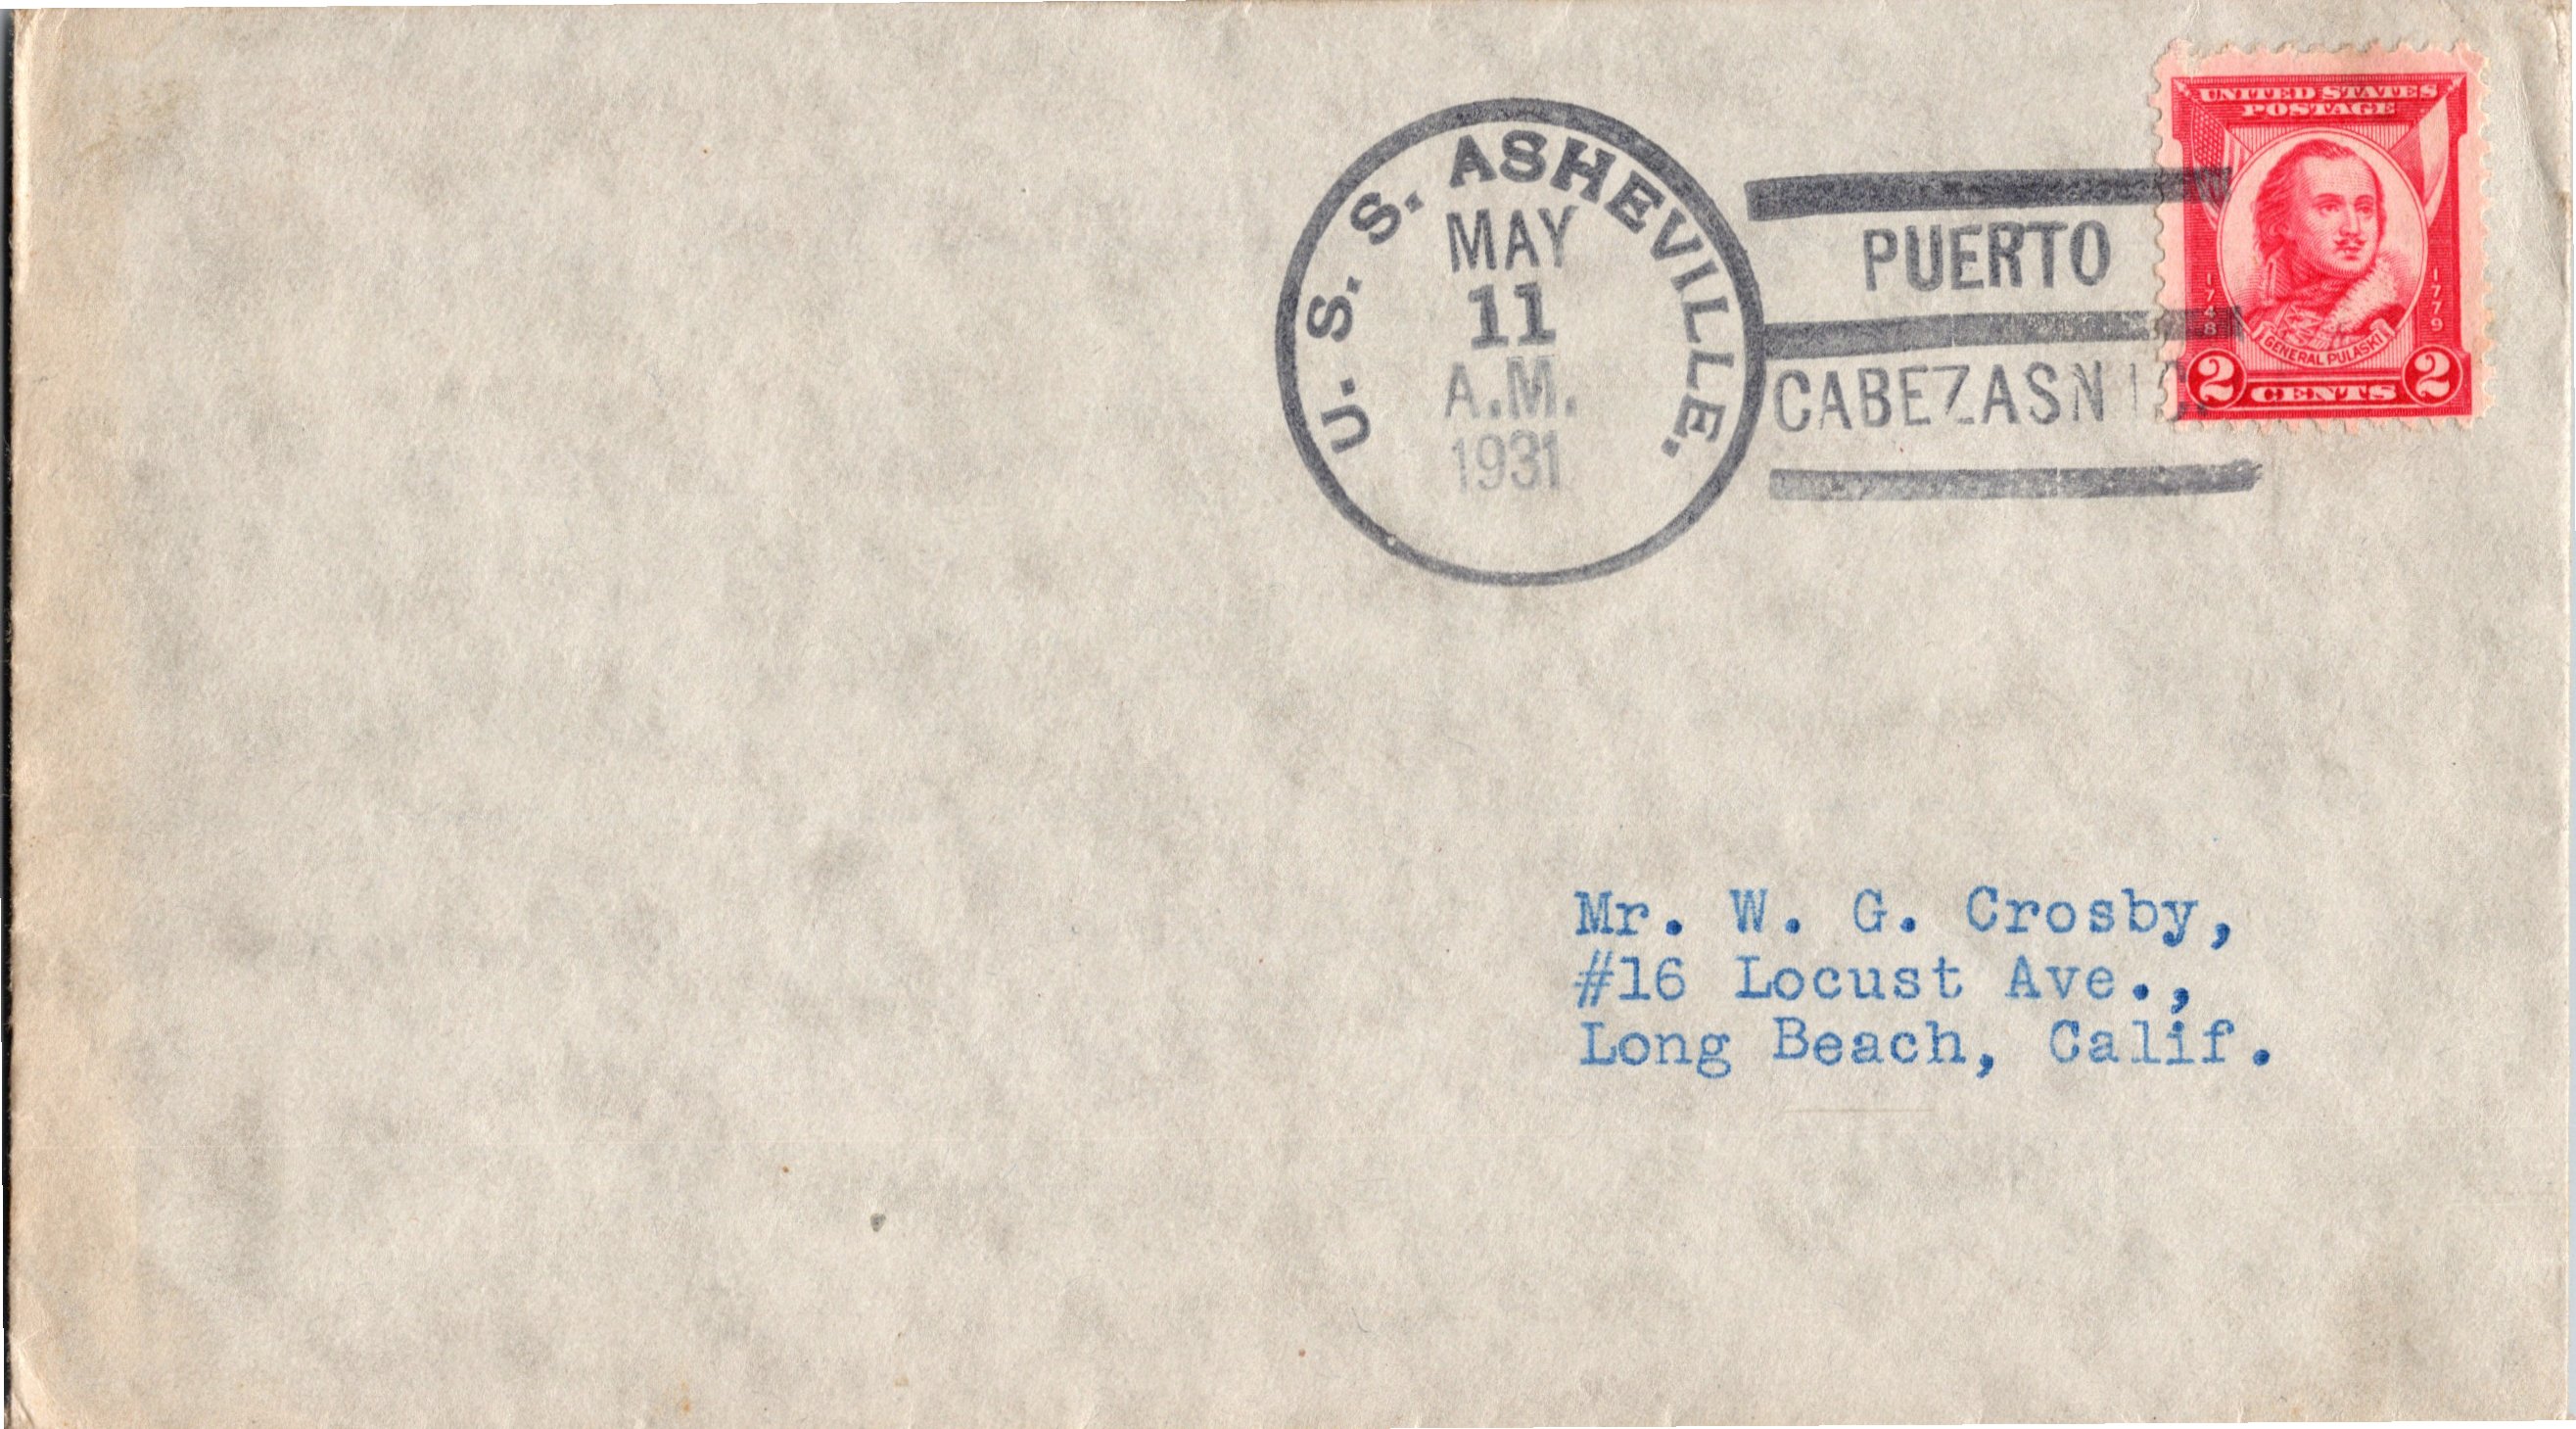 U. S. S. ASHEVILLE.
MAY
11
A.M.
1931
PUERTO
CABEZAS NIC.
UNITED STATES
POSTAGE
1748
1779
GENERAL PULASKI
2 CENTS 2
Mr. W. G. Crosby,
#16 Locust Ave.,
Long Beach, Calif.